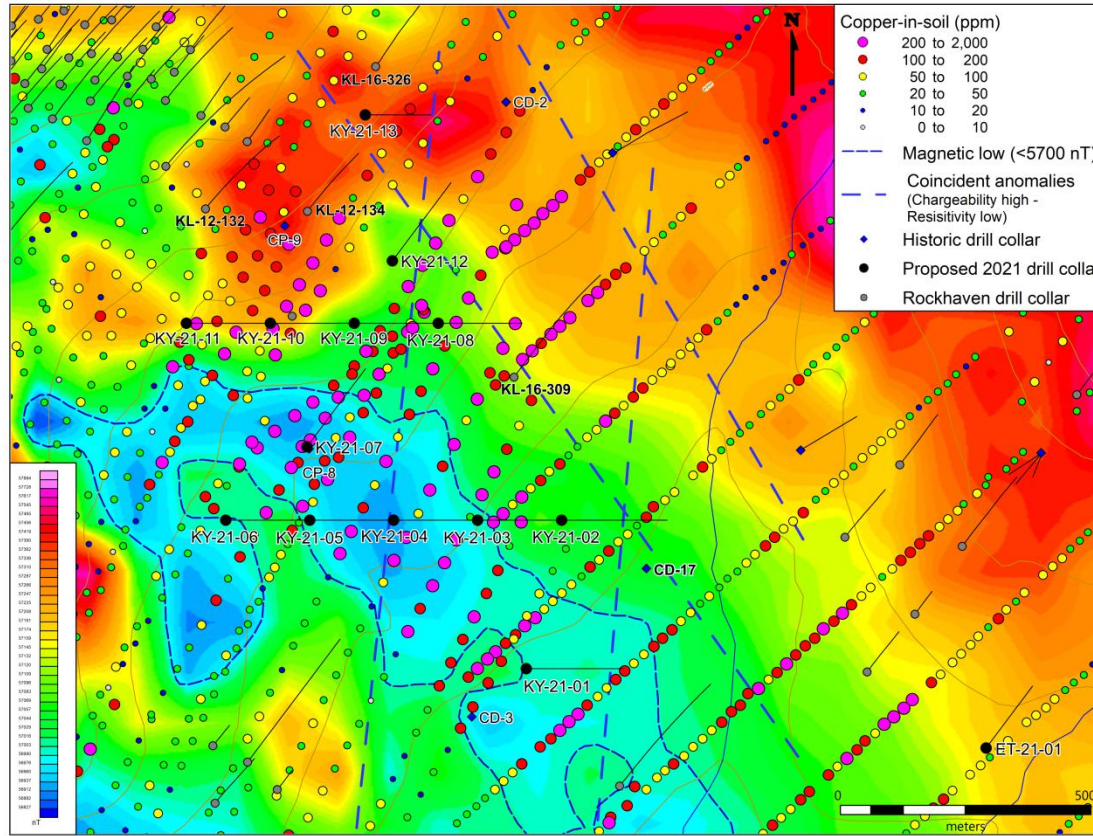 Copper-in-soil (ppm)
200 to 2,000
100 to 200
50 to 100
20 to 50
10 to 20
0 to 10
Magnetic low (<5700 nT)
Coincident anomalies
(Chargeability high -
Resisitivity low)
Historic drill collar
Proposed 2021 drill colla
Rockhaven drill collar
N
KL-16-326
CD-2
KY-21-13
KL-12-132
KL-12-134
CP-9
KY-21-12
KY-21-11
KY-21-10
KY-21-09
KY-21-08
KL-16-309
KY-21-07
CP-8
KY-21-06
KY-21-05
KY-21-04
KY-21-03
KY-21-02
CD-17
KY-21-01
CD-3
ET-21-01
nT
0
500
meters